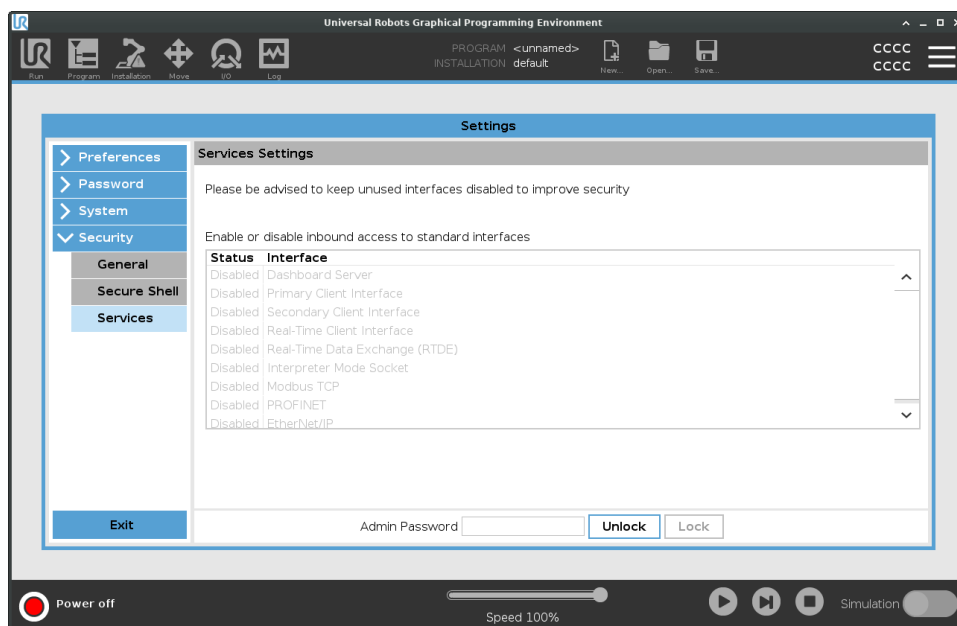 Universal Robots Graphical Programming Environment
UR
Run
Program
Installation
Move
I/O
Log
PROGRAM <unnamed>
INSTALLATION default
New...
Open...
Save...
CCCC
CCCC
Settings
Preferences
Password
System
Security
General
Secure Shell
Services
Exit
Services Settings
Please be advised to keep unused interfaces disabled to improve security
Enable or disable inbound access to standard interfaces
Status Interface
Disabled Dashboard Server
Disabled Primary Client Interface
Disabled Secondary Client Interface
Disabled Real-Time Client Interface
Disabled Real-Time Data Exchange (RTDE)
Disabled Interpreter Mode Socket
Disabled Modbus TCP
Disabled PROFINET
Disabled EtherNet/IP
Admin Password Unlock Lock
Power off
Speed 100%
Simulation